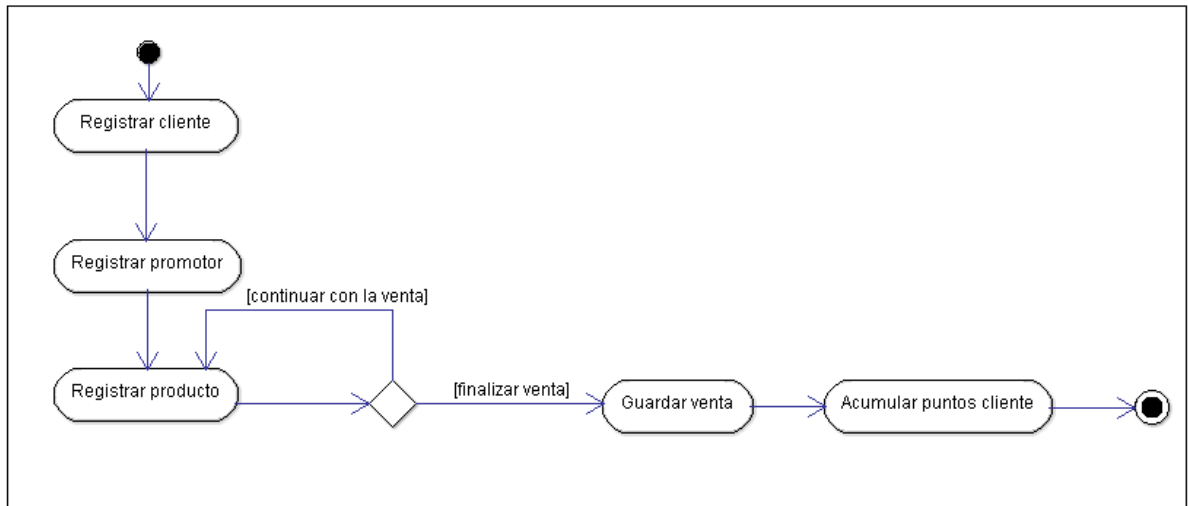 Registrar cliente
Registrar promotor
[continuar con la venta]
Registrar producto
[finalizar venta]
Guardar venta
Acumular puntos cliente